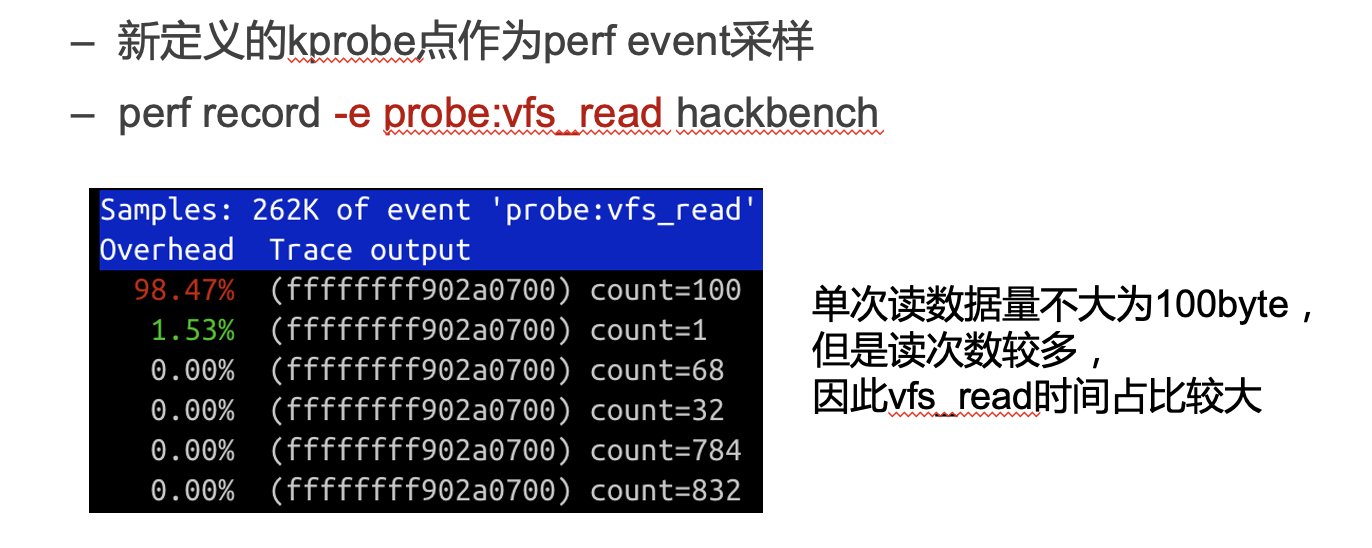 – 新定义的kprobe点作为perf event采样
– perf record -e probe:vfs_read hackbench
Samples: 262K of event 'probe:vfs_read'
Overhead  Trace output
98.47%  (ffffffff902a0700) count=100
1.53%  (ffffffff902a0700) count=1
0.00%  (ffffffff902a0700) count=68
0.00%  (ffffffff902a0700) count=32
0.00%  (ffffffff902a0700) count=784
0.00%  (ffffffff902a0700) count=832
单次读数据量不大为100byte，
但是读次数较多，
因此vfs_read时间占比较大